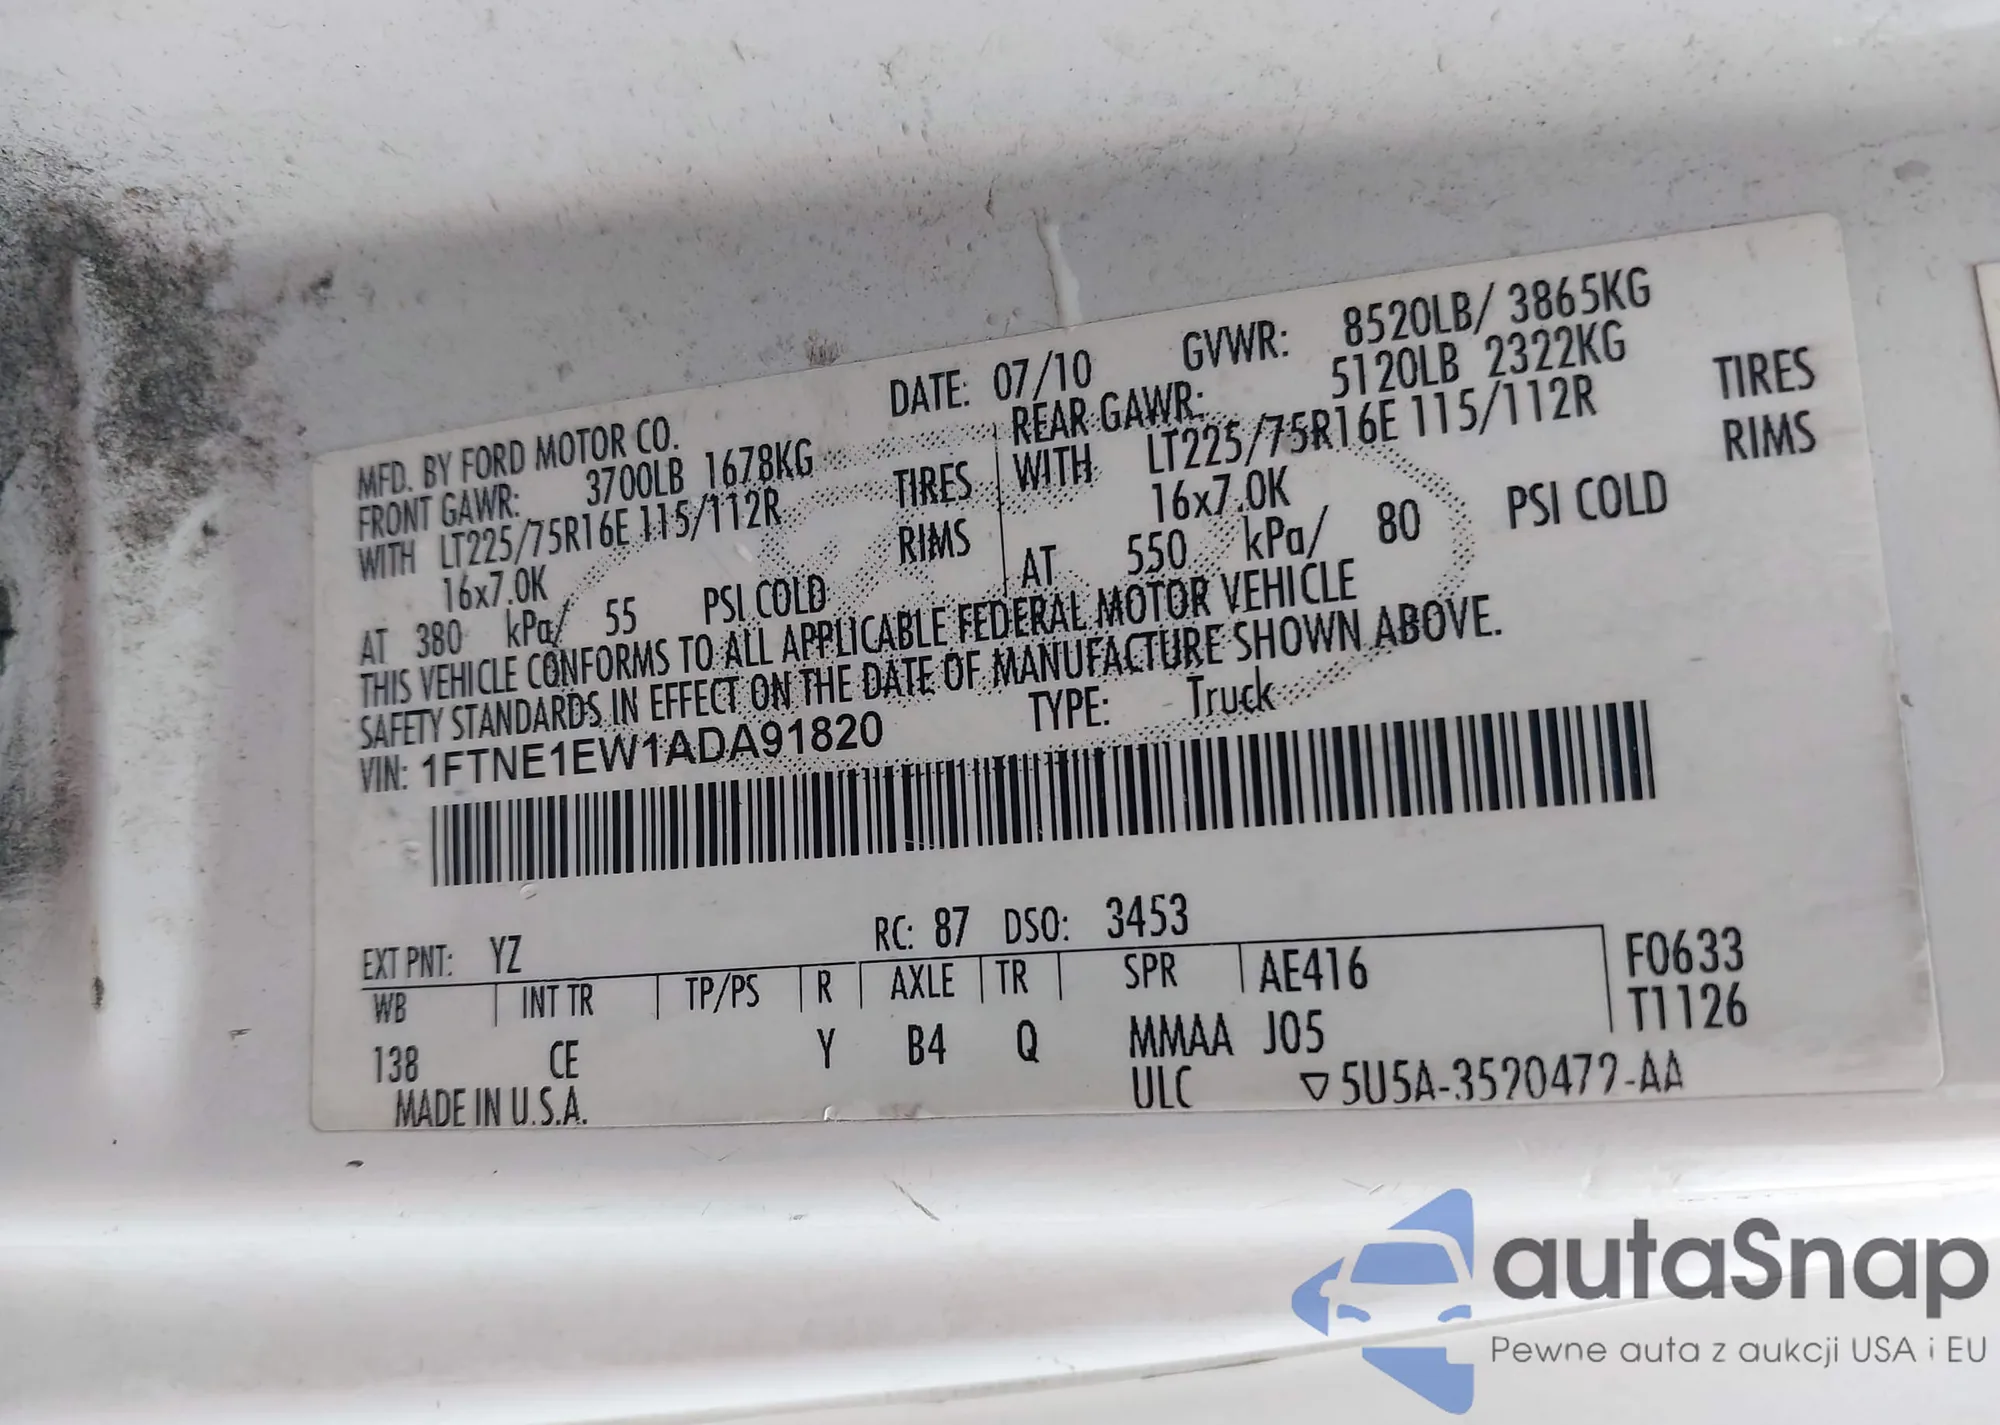 MFD. BY FORD MOTOR CO. DATE: 07/10 GVWR: 8520LB/ 3865KG
FRONT GAWR: 3700LB 1678KG REAR GAWR: 5120LB 2322KG
WITH LT225/75R16E 115/112R TIRES WITH LT225/75R16E 115/112R TIRES
16x7.0K RIMS 16x7.0K RIMS
AT 380 kPa/ 55 PSI COLD AT 550 kPa/ 80 PSI COLD
THIS VEHICLE CONFORMS TO ALL APPLICABLE FEDERAL MOTOR VEHICLE
SAFETY STANDARDS IN EFFECT ON THE DATE OF MANUFACTURE SHOWN ABOVE.
VIN: 1FTNE1EW1ADA91820 TYPE: Truck
EXT PNT: YZ RC: 87 DSO: 3453
WB INT TR TP/PS R AXLE TR SPR AE416 F0633
138 CE Y B4 Q MMAA J05 T1126
MADE IN U.S.A. ULC ▽5U5A-3520472-AA
autaSnap
Pewne auta z aukcji USA i EU